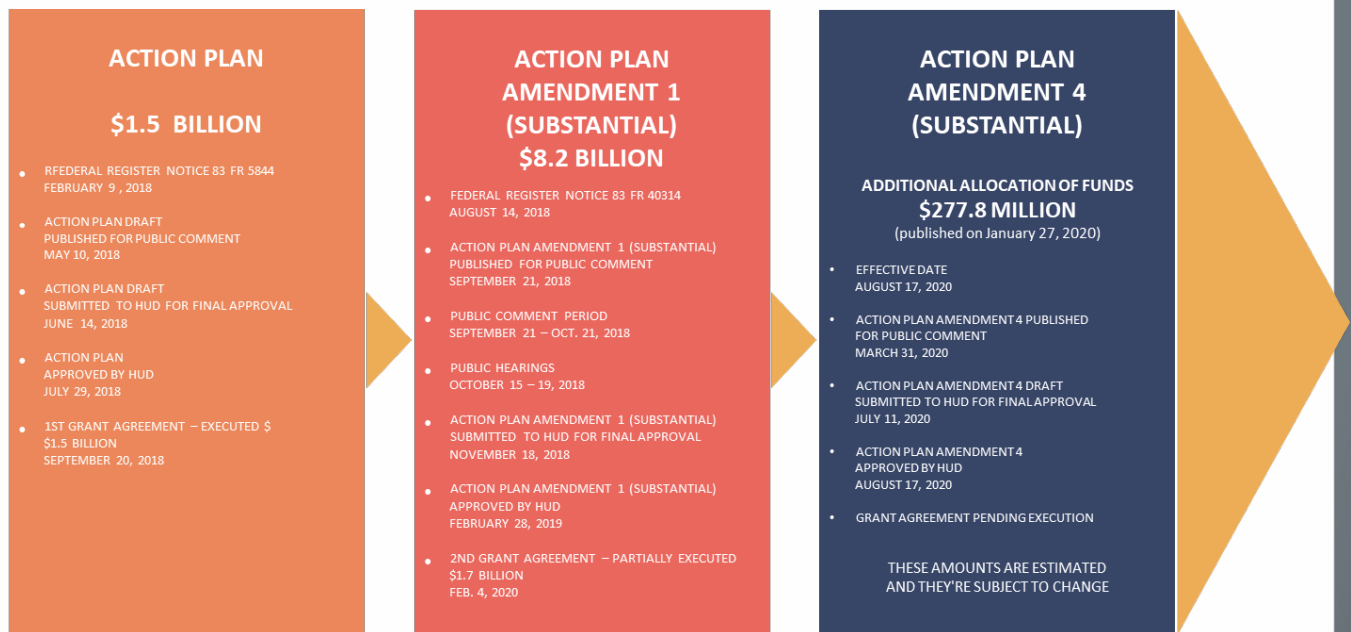 ACTION PLAN
$1.5 BILLION
• RFEDERAL REGISTER NOTICE 83 FR 5844
FEBRUARY 9 , 2018
• ACTION PLAN DRAFT
PUBLISHED FOR PUBLIC COMMENT
MAY 10, 2018
• ACTION PLAN DRAFT
SUBMITTED TO HUD FOR FINAL APPROVAL
JUNE 14, 2018
• ACTION PLAN
APPROVED BY HUD
JULY 29, 2018
• 1ST GRANT AGREEMENT – EXECUTED $
$1.5 BILLION
SEPTEMBER 20, 2018
ACTION PLAN
AMENDMENT 1
(SUBSTANTIAL)
$8.2 BILLION
• FEDERAL REGISTER NOTICE 83 FR 40314
AUGUST 14, 2018
• ACTION PLAN AMENDMENT 1 (SUBSTANTIAL)
PUBLISHED FOR PUBLIC COMMENT
SEPTEMBER 21, 2018
• PUBLIC COMMENT PERIOD
SEPTEMBER 21 – OCT. 21, 2018
• PUBLIC HEARINGS
OCTOBER 15 – 19, 2018
• ACTION PLAN AMENDMENT 1 (SUBSTANTIAL)
SUBMITTED TO HUD FOR FINAL APPROVAL
NOVEMBER 18, 2018
• ACTION PLAN AMENDMENT 1 (SUBSTANTIAL)
APPROVED BY HUD
FEBRUARY 28, 2019
• 2ND GRANT AGREEMENT – PARTIALLY EXECUTED
$1.7 BILLION
FEB. 4, 2020
ACTION PLAN
AMENDMENT 4
(SUBSTANTIAL)
ADDITIONAL ALLOCATION OF FUNDS
$277.8 MILLION
(published on January 27, 2020)
• EFFECTIVE DATE
AUGUST 17, 2020
• ACTION PLAN AMENDMENT 4 PUBLISHED
FOR PUBLIC COMMENT
MARCH 31, 2020
• ACTION PLAN AMENDMENT 4 DRAFT
SUBMITTED TO HUD FOR FINAL APPROVAL
JULY 11, 2020
• ACTION PLAN AMENDMENT 4
APPROVED BY HUD
AUGUST 17, 2020
• GRANT AGREEMENT PENDING EXECUTION
THESE AMOUNTS ARE ESTIMATED
AND THEY'RE SUBJECT TO CHANGE